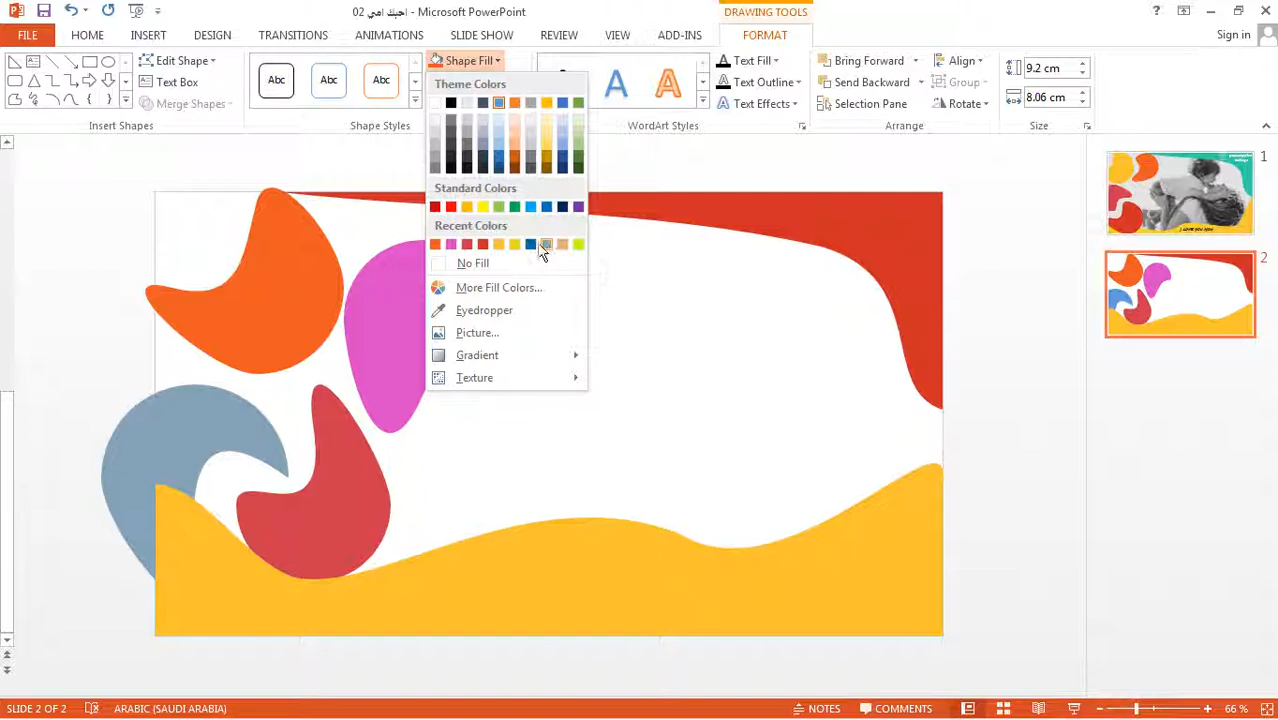 02 احبك امي - Microsoft PowerPoint
DRAWING TOOLS
FILE HOME INSERT DESIGN TRANSITIONS ANIMATIONS SLIDE SHOW REVIEW VIEW ADD-INS FORMAT
Sign in
Edit Shape
Text Box
Merge Shapes
Insert Shapes
Abc Abc Abc
Shape Styles
Shape Fill
Theme Colors
Standard Colors
Recent Colors
No Fill
More Fill Colors...
Eyedropper
Picture...
Gradient
Texture
A A
Text Fill
Text Outline
Text Effects
WordArt Styles
Bring Forward
Send Backward
Selection Pane
Align
Group
Rotate
Arrange
9.2 cm
8.06 cm
Size
1
I LOVE YOU MOM
2
SLIDE 2 OF 2
ARABIC (SAUDI ARABIA)
NOTES
COMMENTS
66 %